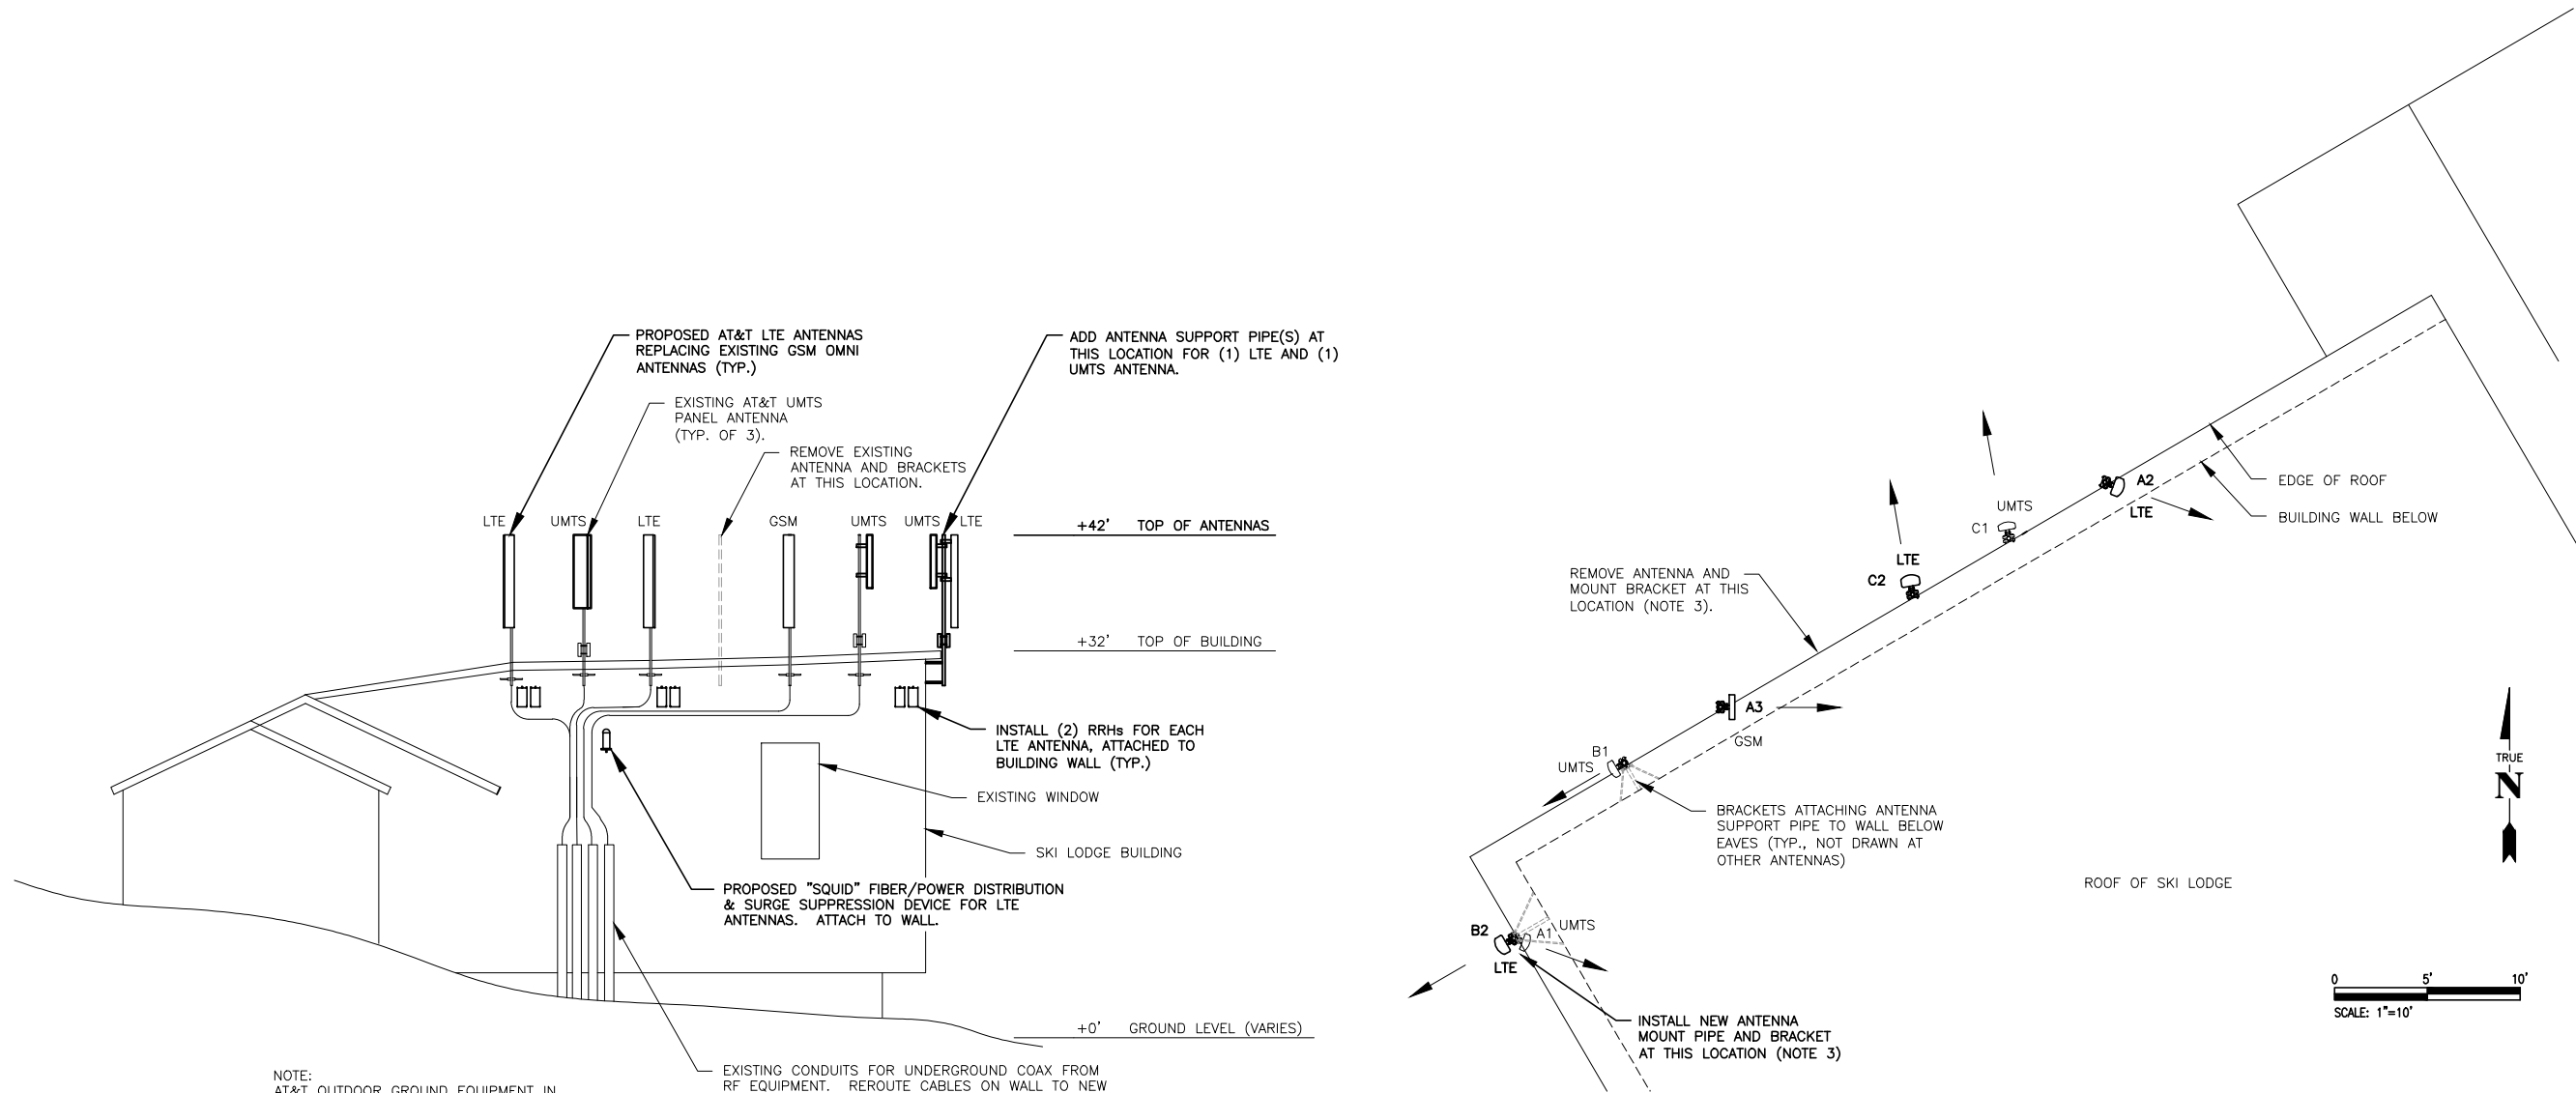 PROPOSED AT&T LTE ANTENNAS
REPLACING EXISTING GSM OMNI
ANTENNAS (TYP.)
ADD ANTENNA SUPPORT PIPE(S) AT
THIS LOCATION FOR (1) LTE AND (1)
UMTS ANTENNA.
EXISTING AT&T UMTS
PANEL ANTENNA
(TYP. OF 3).
REMOVE EXISTING
ANTENNA AND BRACKETS
AT THIS LOCATION.
LTE
UMTS
LTE
GSM
UMTS
UMTS
LTE
+42' TOP OF ANTENNAS
+32' TOP OF BUILDING
INSTALL (2) RRHs FOR EACH
LTE ANTENNA, ATTACHED TO
BUILDING WALL (TYP.)
EXISTING WINDOW
SKI LODGE BUILDING
PROPOSED "SQUID" FIBER/POWER DISTRIBUTION
& SURGE SUPPRESSION DEVICE FOR LTE
ANTENNAS. ATTACH TO WALL.
+0' GROUND LEVEL (VARIES)
EXISTING CONDUITS FOR UNDERGROUND COAX FROM
RF EQUIPMENT. REROUTE CABLES ON WALL TO NEW
NOTE:
AT&T OUTDOOR GROUND EQUIPMENT IN
A2
LTE
EDGE OF ROOF
BUILDING WALL BELOW
UMTS
C1
LTE
C2
REMOVE ANTENNA AND
MOUNT BRACKET AT THIS
LOCATION (NOTE 3).
A3
GSM
B1
UMTS
BRACKETS ATTACHING ANTENNA
SUPPORT PIPE TO WALL BELOW
EAVES (TYP., NOT DRAWN AT
OTHER ANTENNAS)
ROOF OF SKI LODGE
TRUE
N
B2
A1
UMTS
LTE
INSTALL NEW ANTENNA
MOUNT PIPE AND BRACKET
AT THIS LOCATION (NOTE 3)
0 5' 10'
SCALE: 1"=10'